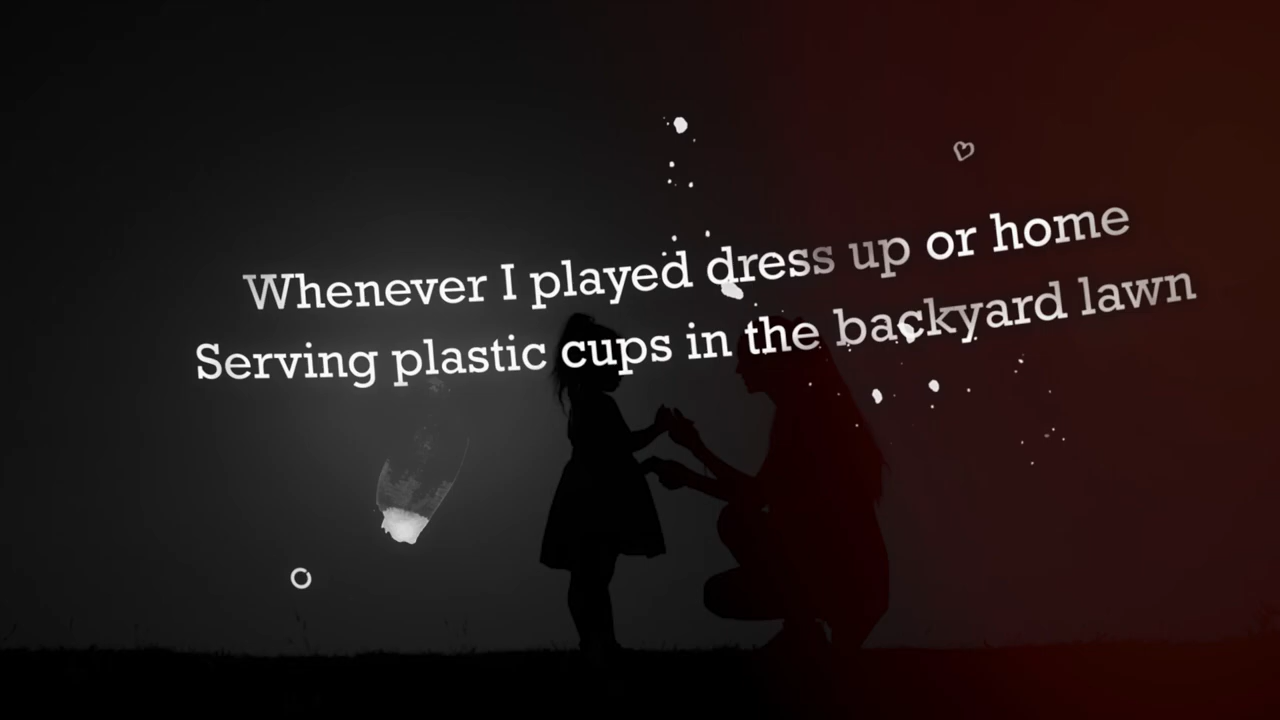 Whenever I played dress up or home
Serving plastic cups in the backyard lawn